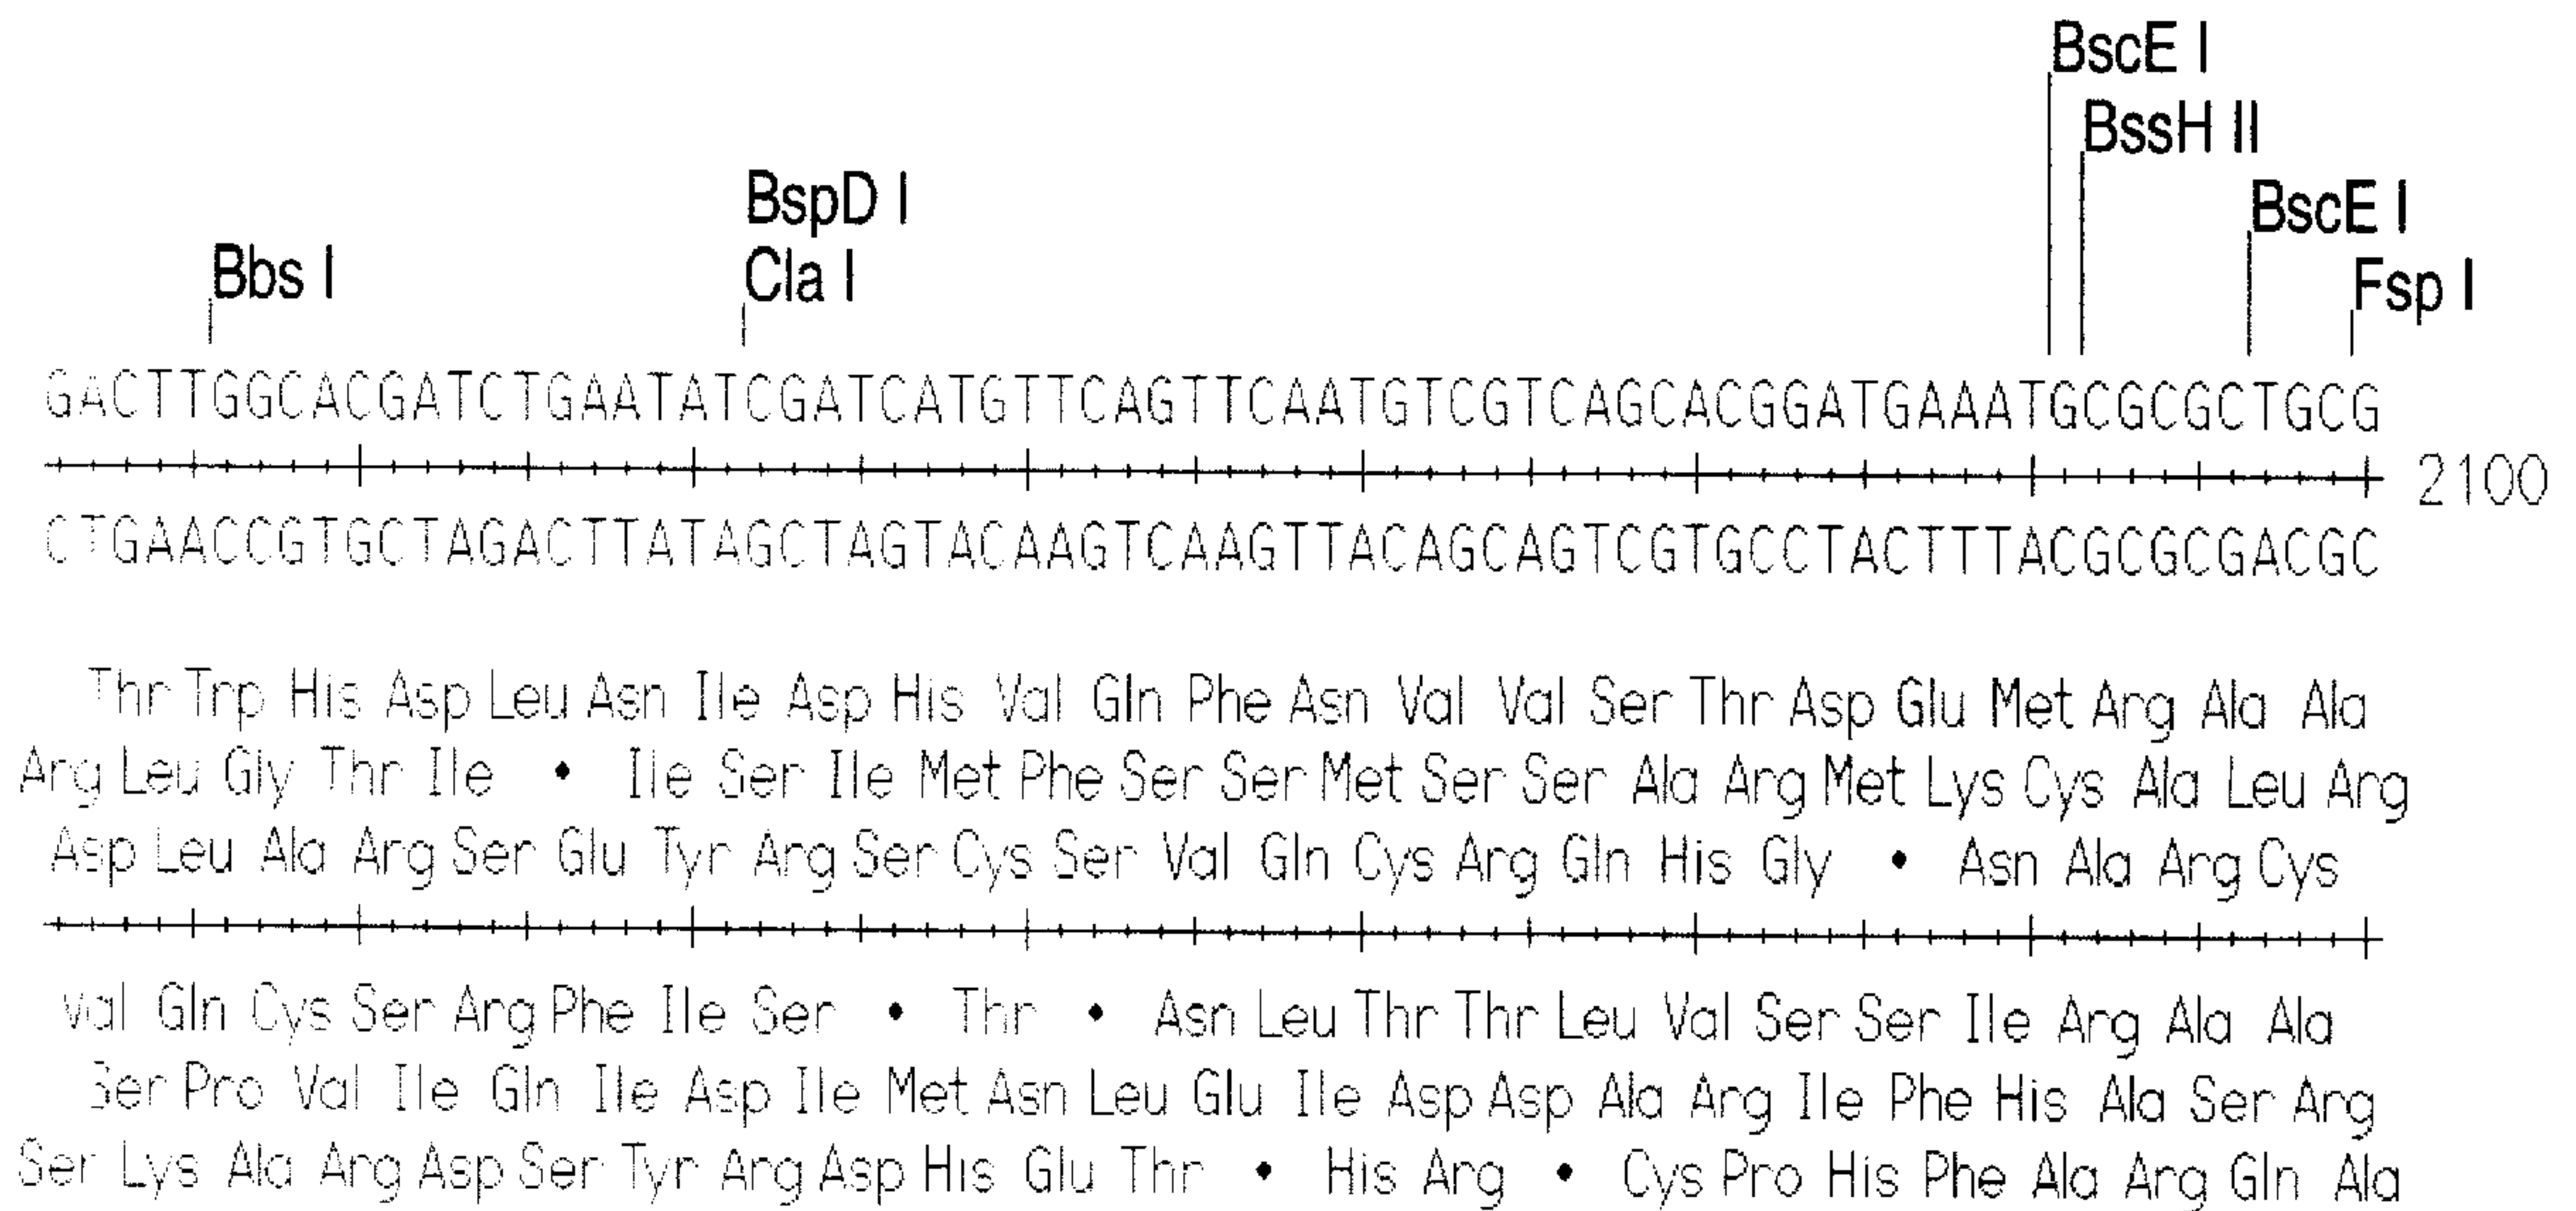 BscE I
BssH II
BspD I
BscE I
Bbs I
Cla I
Fsp I
GACTTGGCACGATCTGAATATCGATCATGTTCAGTTCAATGTCGTCAGCACGGATGAAATGCGCGCTGCG
2100
CTGAACCGTGCTAGACTTATAGCTAGTACAAGTCAAGTTACAGCAGTCGTGCCTACTTTACGCGCGACGC
Thr Trp His Asp Leu Asn Ile Asp His Val Gln Phe Asn Val Val Ser Thr Asp Glu Met Arg Ala Ala
Arg Leu Gly Thr Ile • Ile Ser Ile Met Phe Ser Ser Met Ser Ser Ala Arg Met Lys Cys Ala Leu Arg
Asp Leu Ala Arg Ser Glu Tyr Arg Ser Cys Ser Val Gln Cys Arg Gln His Gly • Asn Ala Arg Cys
Val Gln Cys Ser Arg Phe Ile Ser • Thr • Asn Leu Thr Thr Leu Val Ser Ser Ile Arg Ala Ala
Ser Pro Val Ile Gln Ile Asp Ile Met Asn Leu Glu Ile Asp Asp Ala Arg Ile Phe His Ala Ser Arg
Ser Lys Ala Arg Asp Ser Tyr Arg Asp His Glu Thr • His Arg • Cys Pro His Phe Ala Arg Gln Ala